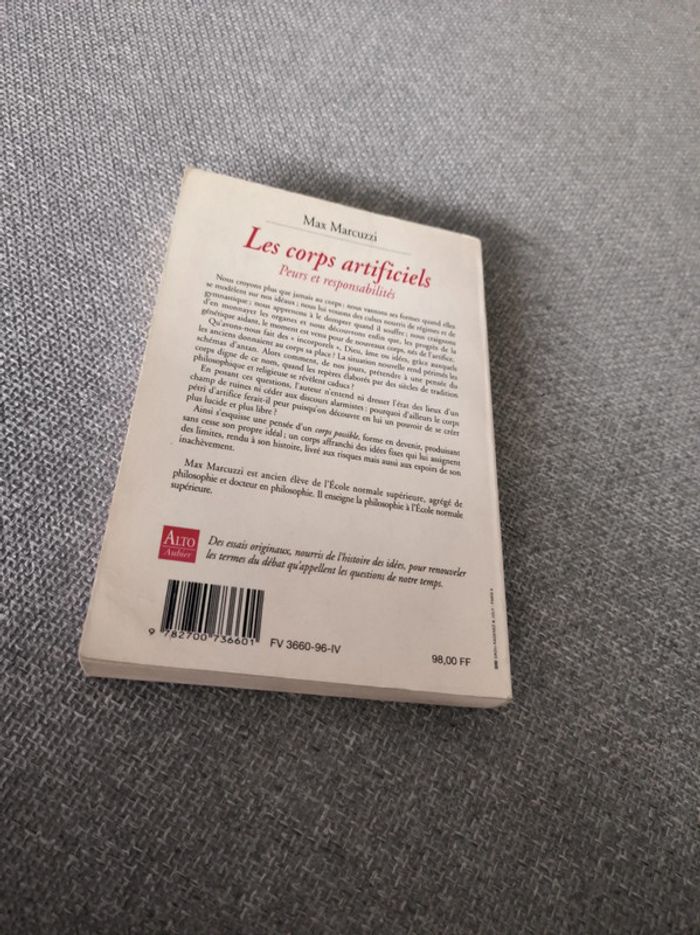 Max Marcuzzi
Les corps artificiels
Peurs et responsabilités
Nous croyons plus que jamais au corps ; nous vantons ses formes quand elles
se modèlent sur nos idéaux ; nous lui vouons des cultes nourris de régimes et de
gymnastique ; nous apprenons à le dompter quand il souffre ; nous craignons
d'en monnayer les organes et nous découvrons enfin que, les progrès de la
génétique aidant, le moment est venu pour de nouveaux corps, nés de l'artifice.
Qu'avons-nous fait des « incorporels », Dieu, âme ou idées, grâce auxquels
les anciens donnaient au corps sa place ? La situation nouvelle rend périmés les
schémas d'antan. Alors comment, de nos jours, prétendre à une pensée du
corps digne de ce nom, quand les repères élaborés par des siècles de tradition
philosophique et religieuse se révèlent caducs ?
En posant ces questions, l'auteur n'entend ni dresser l'état des lieux d'un
champ de ruines ni céder aux discours alarmistes : pourquoi d'ailleurs le corps
pétri d'artifice ferait-il peur puisqu'on découvre en lui un pouvoir de se créer
plus lucide et plus libre ?
Ainsi s'esquisse une pensée d'un corps possible, forme en devenir, produisant
sans cesse son propre idéal ; un corps affranchi des idées fixes qui lui assignent
des limites, rendu à son histoire, livré aux risques mais aussi aux espoirs de son
inachèvement.
Max Marcuzzi est ancien élève de l'École normale supérieure, agrégé de
philosophie et docteur en philosophie. Il enseigne la philosophie à l'École normale
supérieure.
ALTO
Aubier
Des essais originaux, nourris de l'histoire des idées, pour renouveler
les termes du débat qu'appellent les questions de notre temps.
9 782700 736601
FV 3660-96-IV
98,00 FF